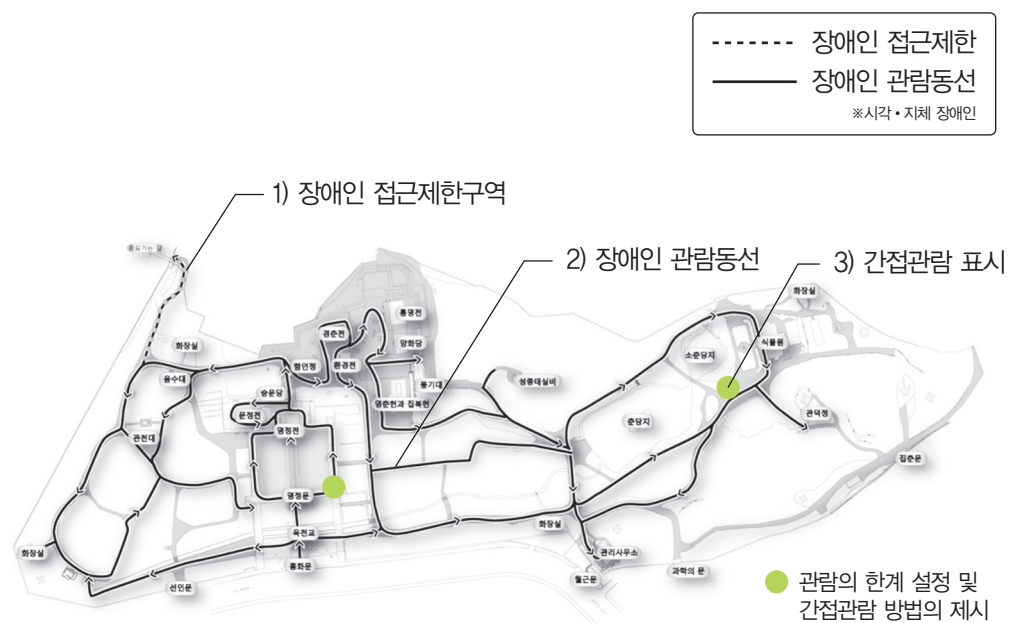 장애인 접근제한
장애인 관람동선
※시각 • 지체 장애인
1) 장애인 접근제한구역
2) 장애인 관람동선
3) 간접관람 표시
화장실
통명전
경춘전
양화당
식물원
화장실
함인정
환경전
소춘당지
풍기대
성종태실비
숭문당
영춘헌과 집복헌
문정전
관덕정
춘당지
명정전
관천대
집춘문
명정문
화장실
옥천교
화장실
관리사무소
홍화문
선인문
월근문
과학의 문
관람의 한계 설정 및
간접관람 방법의 제시